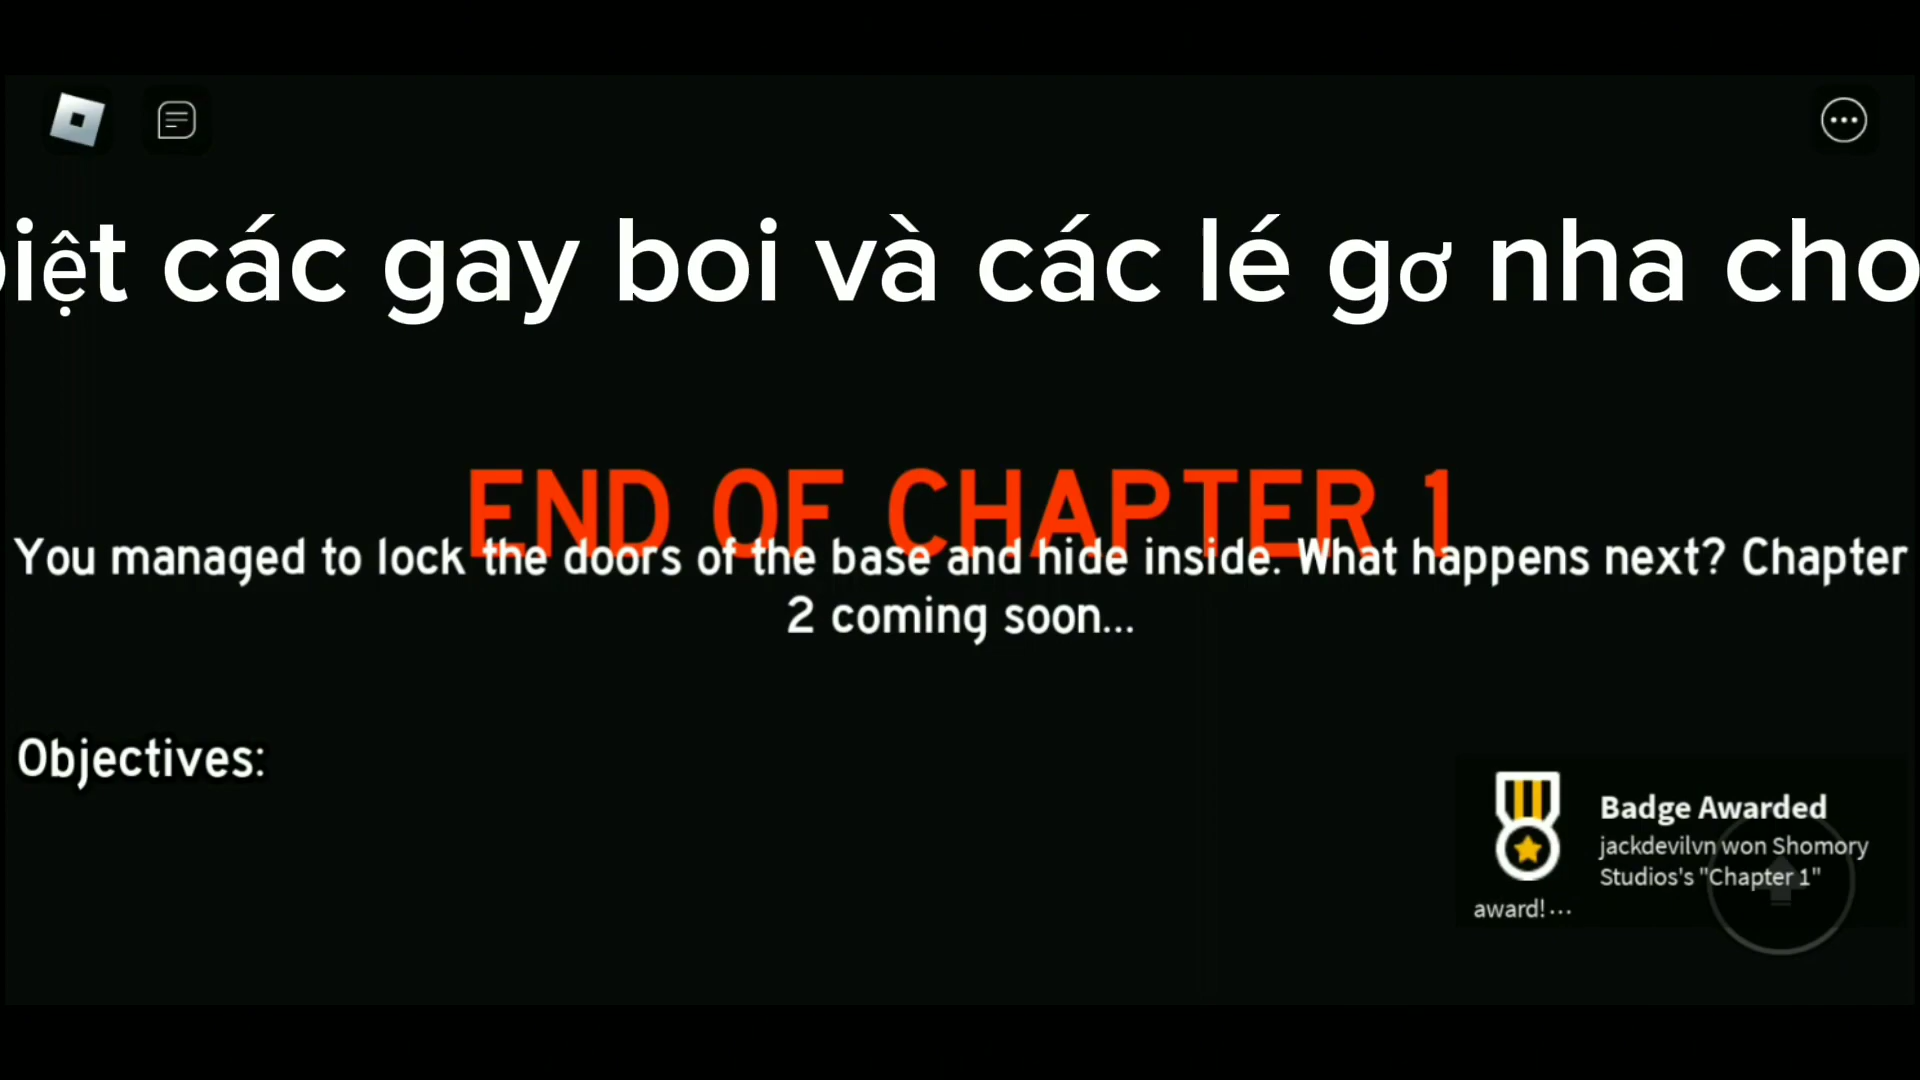 biệt các gay boi và các lé gơ nha cho
END OF CHAPTER 1
You managed to lock the doors of the base and hide inside. What happens next? Chapter
2 coming soon...
Objectives:
Badge Awarded
jackdevilvn won Shomory
Studios's "Chapter 1"
award!...